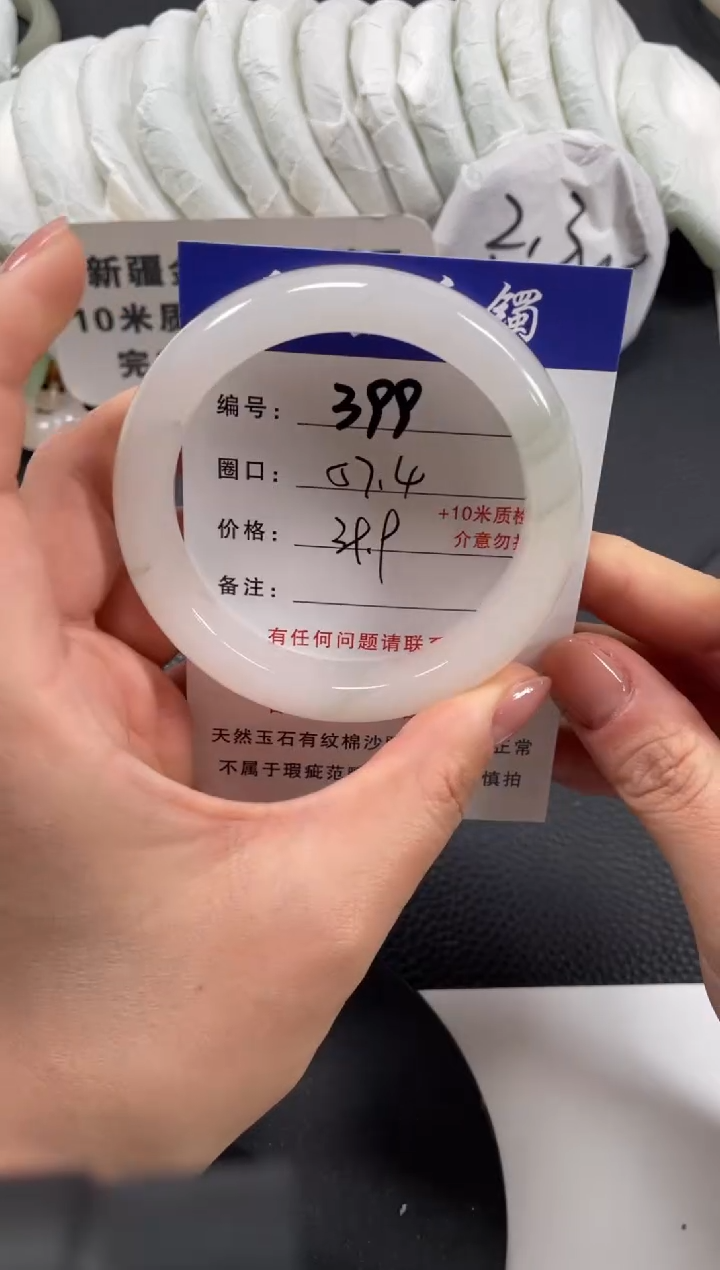 2.3
新疆
10米质
完
镯
编号：399
圈口：57.4
价格：
+10米质检
介意勿
备注：
有任何问题请联
天然玉石有纹棉沙 正常
不属于瑕疵范 慎拍